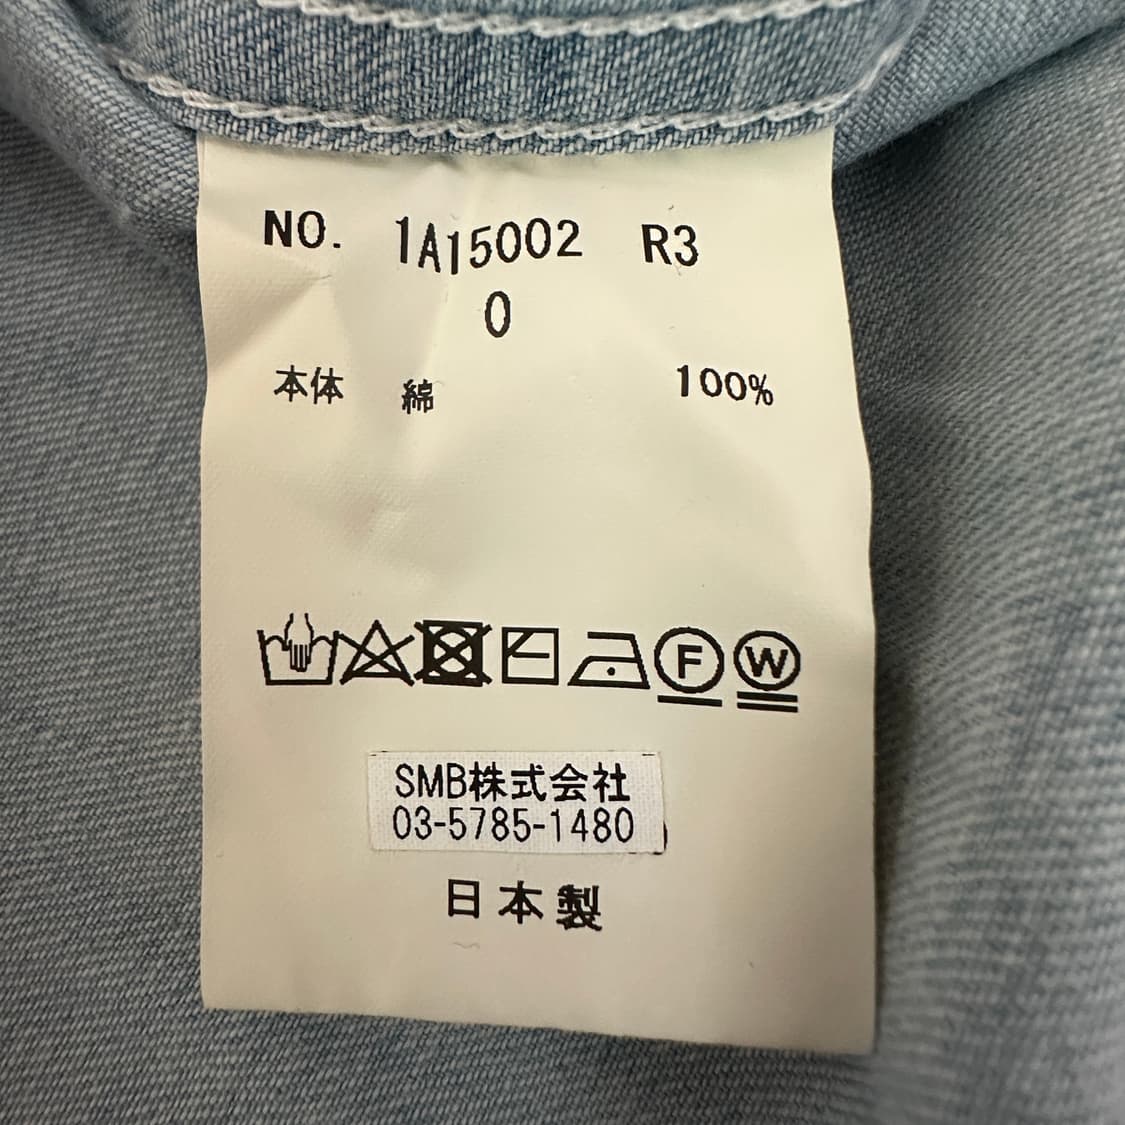 NO. 1A15002 R3
0
本体 綿 100%
F W
SMB株式会社
03-5785-1480
日本製